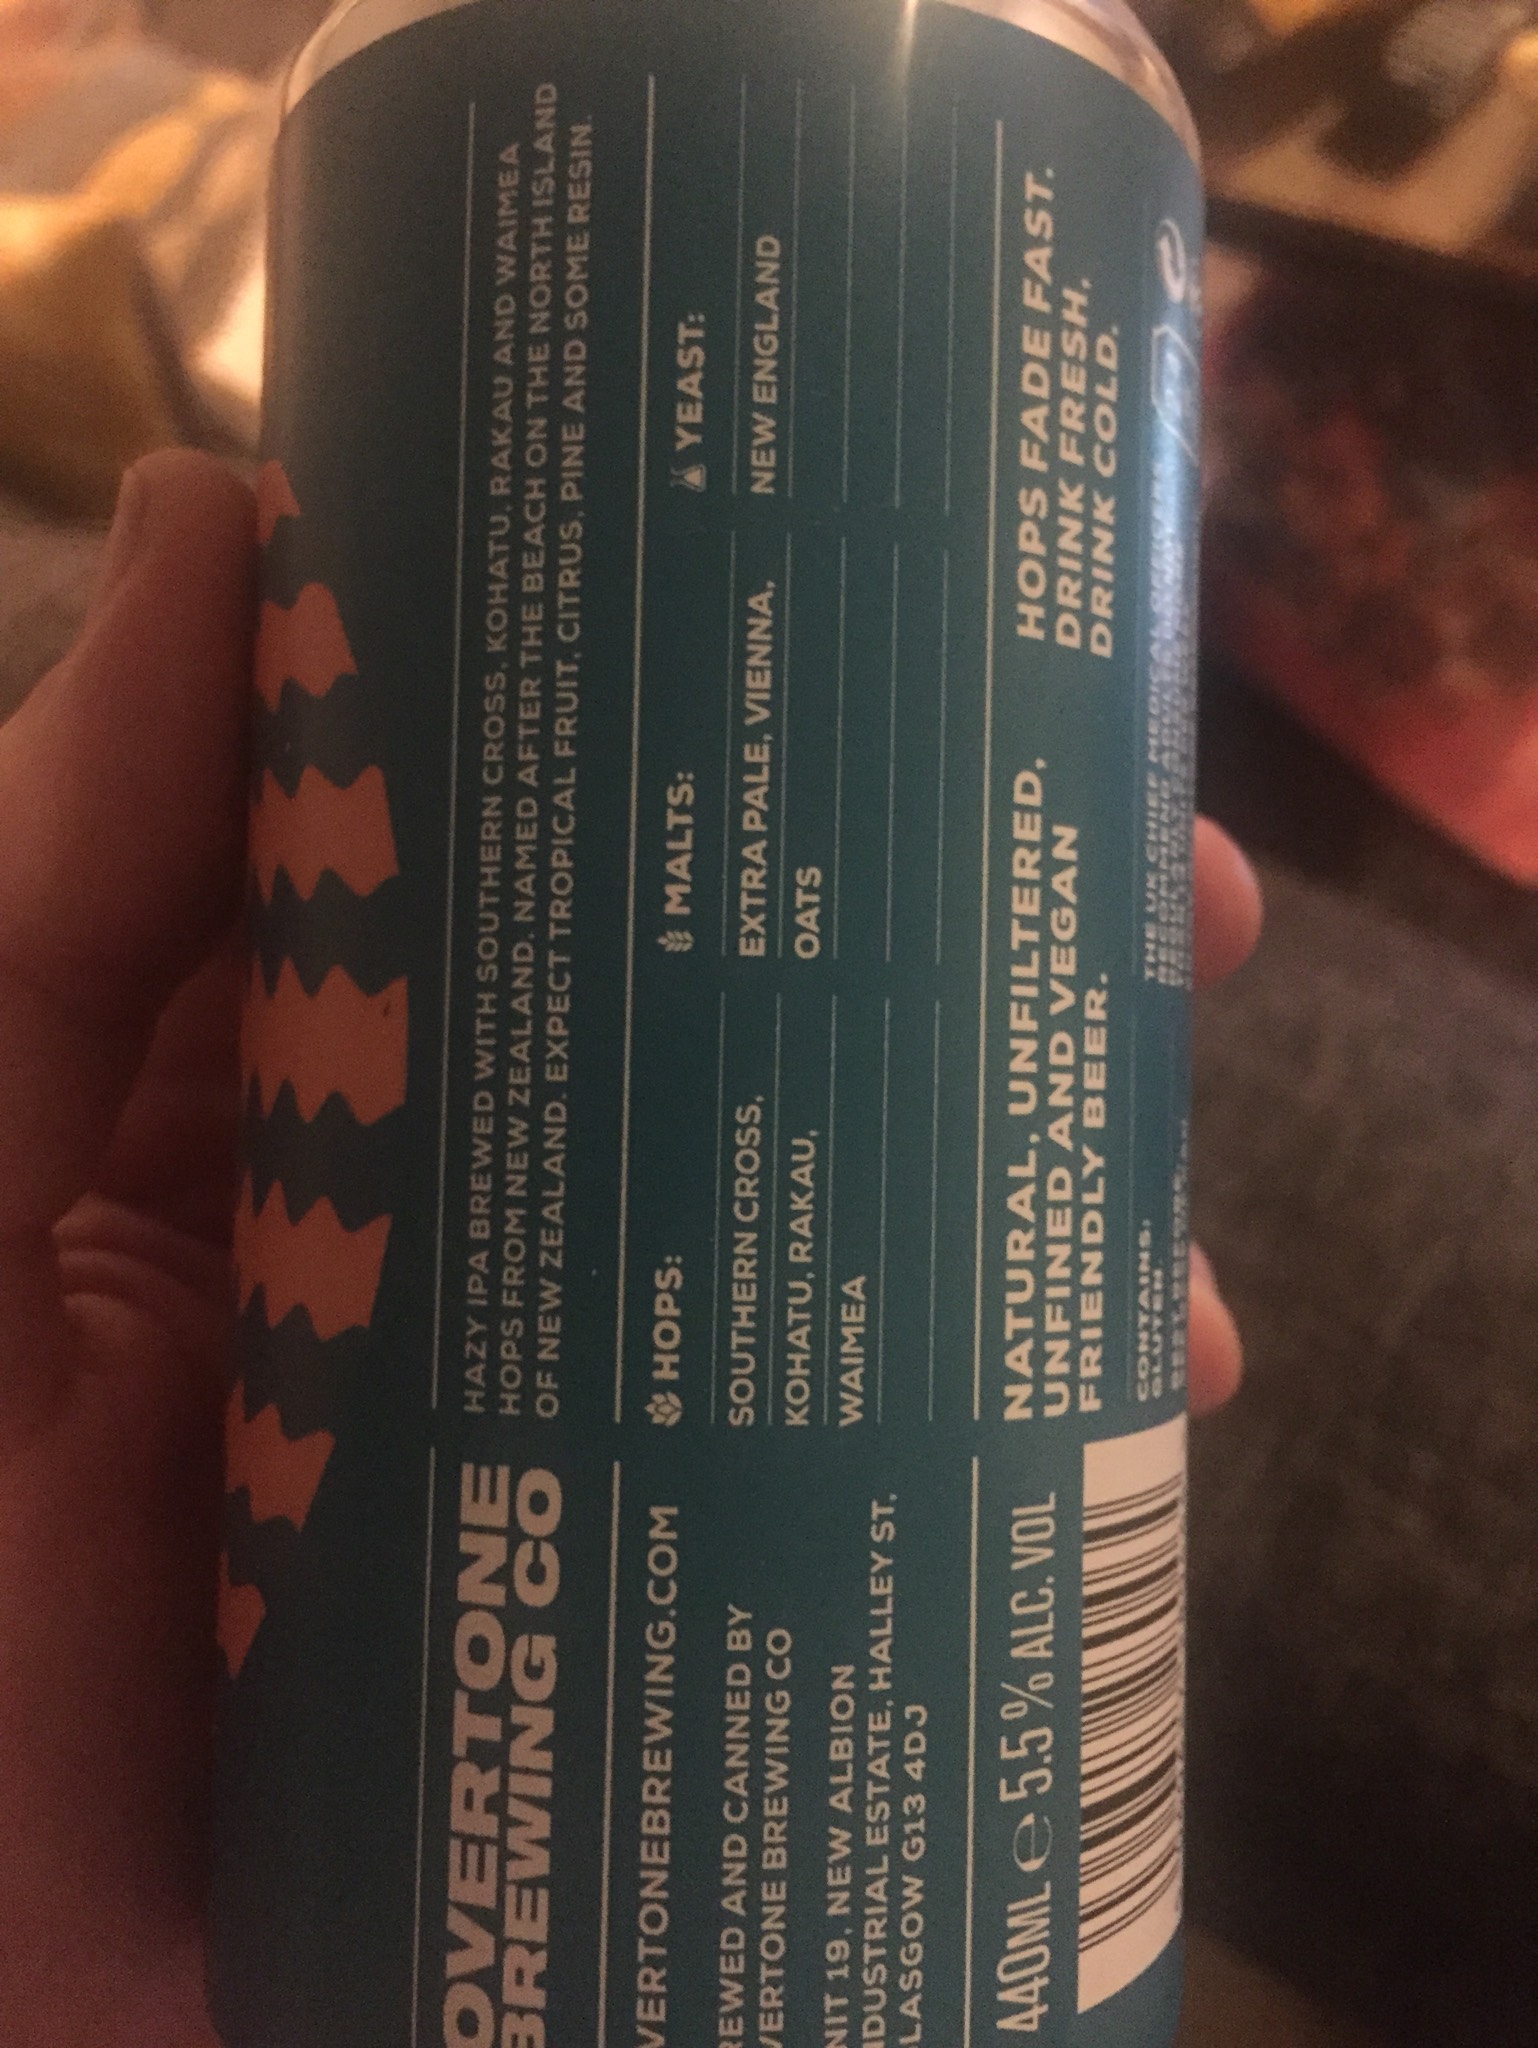 OVERTONE
BREWING CO
VERTONEBREWING.COM
REWED AND CANNED BY
VERTONE BREWING CO
NIT 19, NEW ALBION
NDUSTRIAL ESTATE, HALLEY ST,
LASGOW G13 4DJ
440ML e 5.5% ALC. VOL
HAZY IPA BREWED WITH SOUTHERN CROSS, KOHATU, RAKAU AND WAIMEA
HOPS FROM NEW ZEALAND. NAMED AFTER THE BEACH ON THE NORTH ISLAND
OF NEW ZEALAND. EXPECT TROPICAL FRUIT, CITRUS, PINE AND SOME RESIN.
HOPS:
SOUTHERN CROSS,
KOHATU, RAKAU,
WAIMEA
MALTS:
EXTRA PALE, VIENNA,
OATS
YEAST:
NEW ENGLAND
NATURAL, UNFILTERED,
UNFINED AND VEGAN
FRIENDLY BEER.
HOPS FADE FAST.
DRINK FRESH.
DRINK COLD.
CONTAINS:
GLUTEN.
THE UK CHIEF MEDICAL